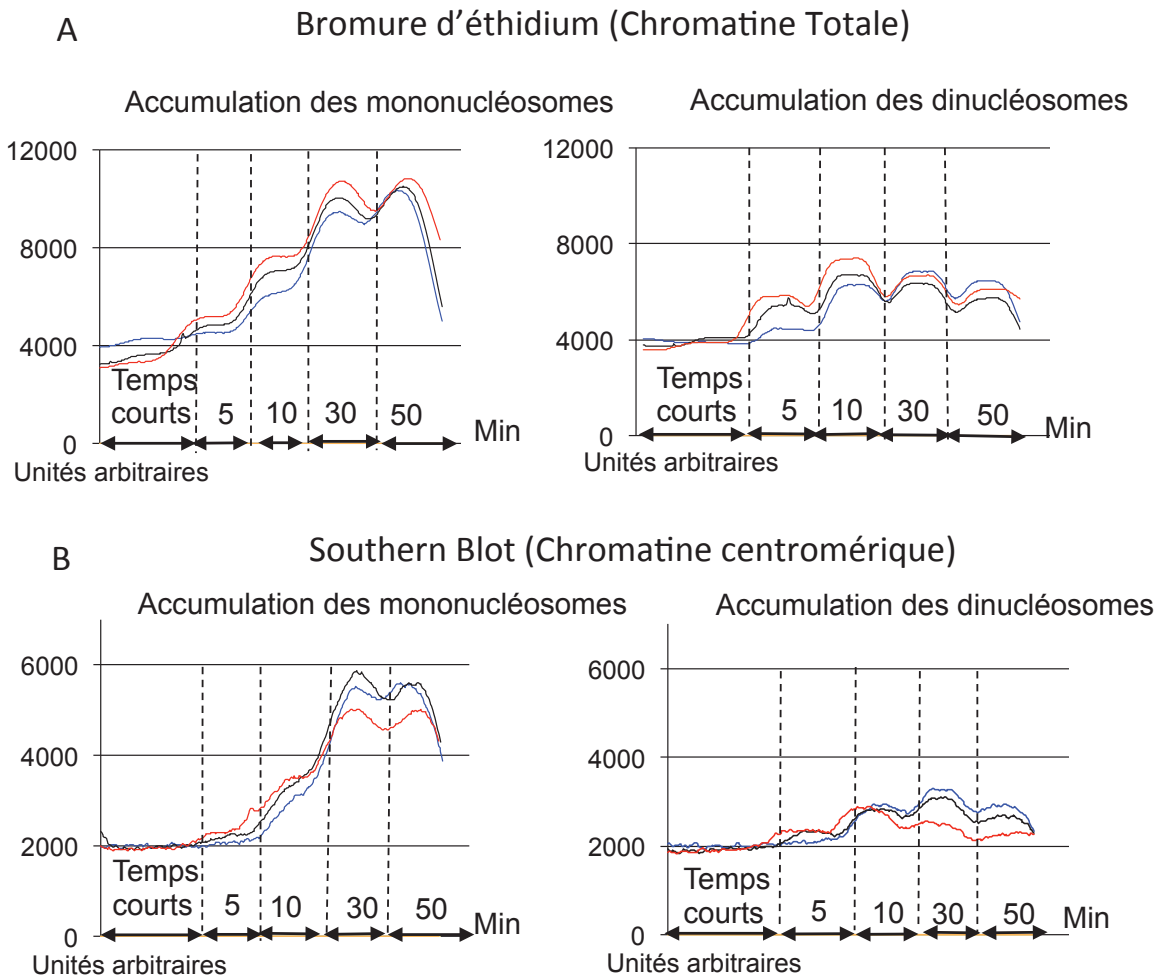 A
Bromure d'éthidium (Chromatine Totale)
Accumulation des mononucléosomes
12000
8000
4000
0
Temps
courts
5
10
30
50
Min
Unités arbitraires
Accumulation des dinucléosomes
12000
8000
4000
0
Temps
courts
5
10
30
50
Min
Unités arbitraires
B
Southern Blot (Chromatine centromérique)
Accumulation des mononucléosomes
6000
4000
2000
0
Temps
courts
5
10
30
50
Min
Unités arbitraires
Accumulation des dinucléosomes
6000
4000
2000
0
Temps
courts
5
10
30
50
Min
Unités arbitraires